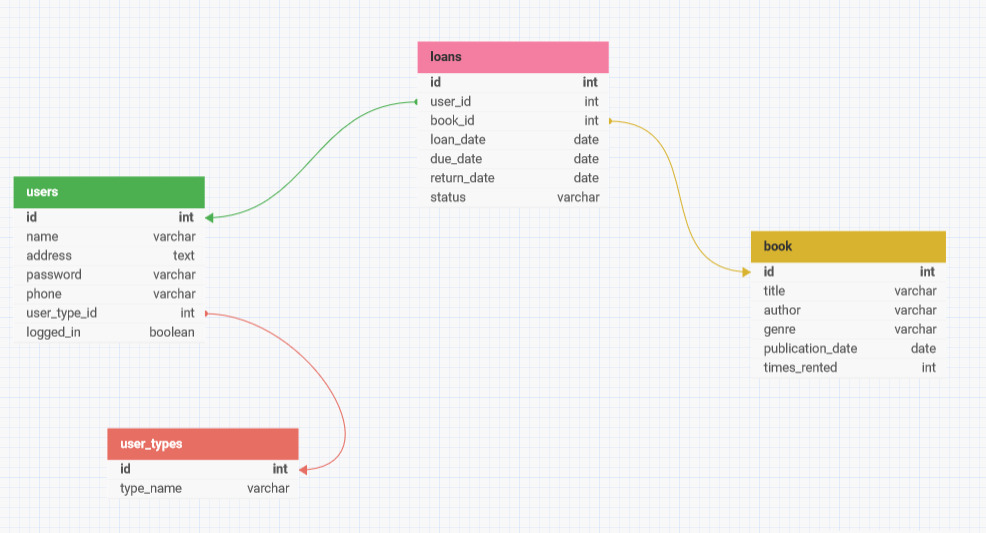 loans
id int
user_id int
book_id int
loan_date date
due_date date
return_date date
status varchar
users
id int
name varchar
address text
password varchar
phone varchar
user_type_id int
logged_in boolean
book
id int
title varchar
author varchar
genre varchar
publication_date date
times_rented int
user_types
id int
type_name varchar